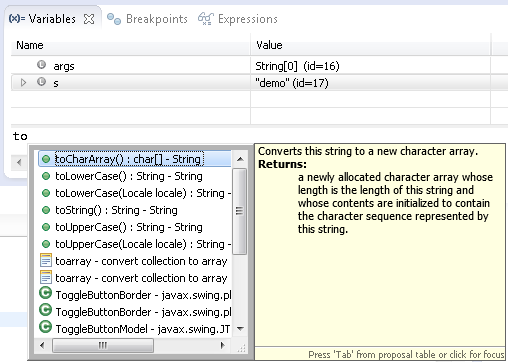 (x)= Variables Breakpoints Expressions
Name Value
args String[0] (id=16)
s "demo" (id=17)
to
toCharArray() : char[] - String
toLowerCase() : String - String
toLowerCase(Locale locale) : String -
toString() : String - String
toUpperCase() : String - String
toUpperCase(Locale locale) : String -
toarray - convert collection to array
toarray - convert collection to array
ToggleButtonBorder - javax.swing.pl
ToggleButtonBorder - javax.swing.pl
ToggleButtonModel - javax.swing.JT
Converts this string to a new character array.
Returns:
a newly allocated character array whose
length is the length of this string and
whose contents are initialized to contain
the character sequence represented by
this string.
Press 'Tab' from proposal table or click for focus